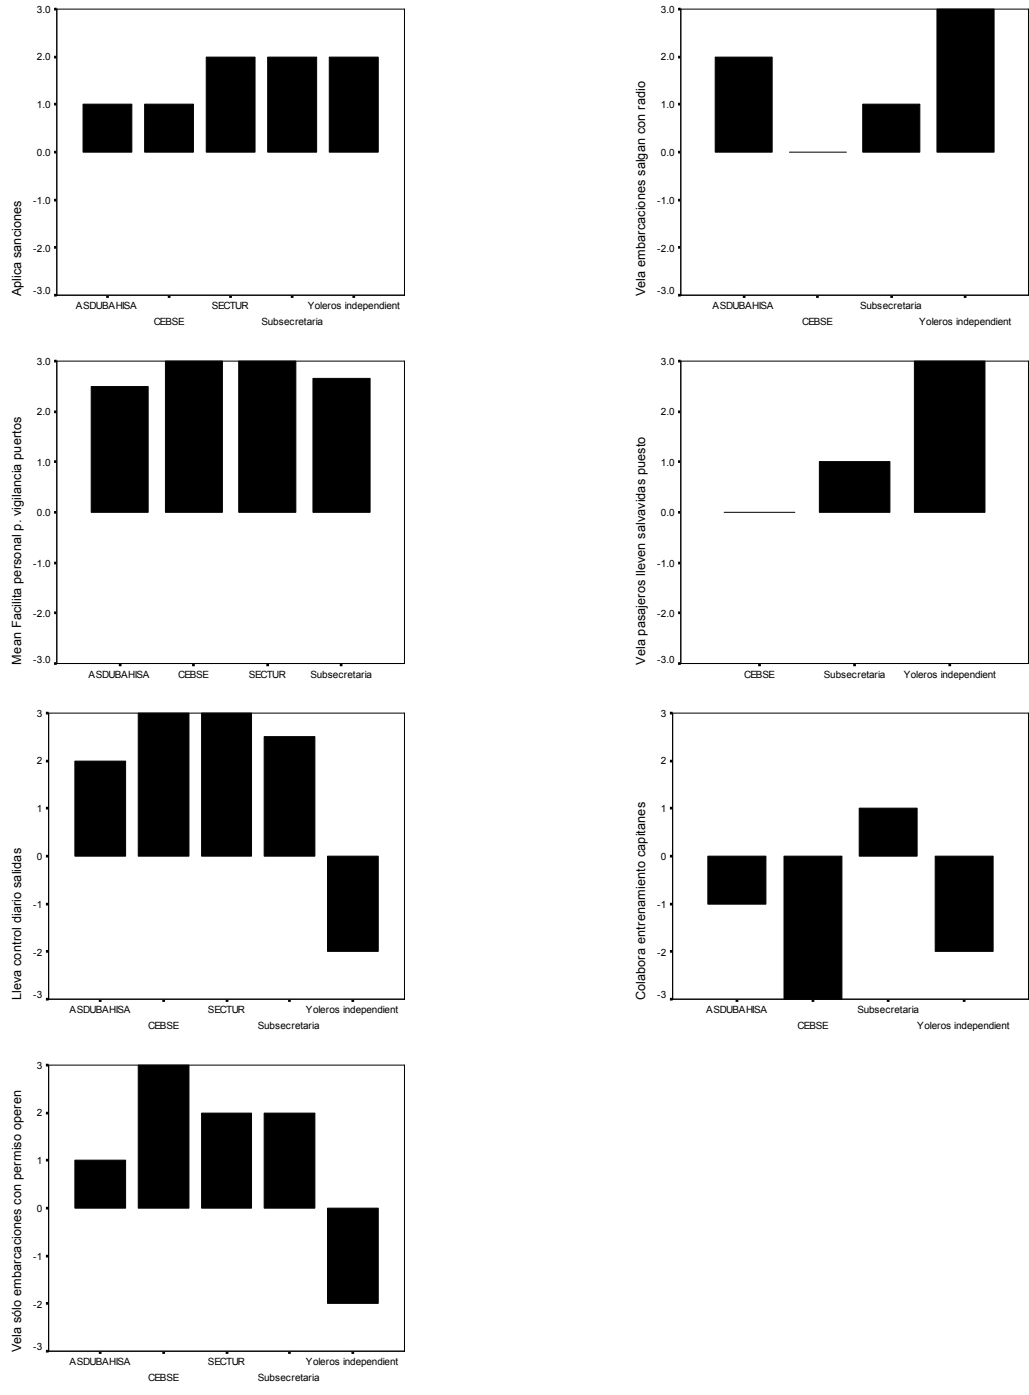 Aplica sanciones
3.0
2.0
1.0
0.0
-1.0
-2.0
-3.0
ASDUBAHISA
SECTUR
Yoleros independient
CEBSE
Subsecretaria
Vela embarcaciones salgan con radio
3.0
2.0
1.0
0.0
-1.0
-2.0
-3.0
ASDUBAHISA
Subsecretaria
CEBSE
Yoleros independient
Mean Facilita personal p. vigilancia puertos
3.0
2.0
1.0
0.0
-1.0
-2.0
-3.0
ASDUBAHISA
CEBSE
SECTUR
Subsecretaria
Vela pasajeros lleven salvavidas puesto
3.0
2.0
1.0
0.0
-1.0
-2.0
-3.0
CEBSE
Subsecretaria
Yoleros independient
Lleva control diario salidas
3
2
1
0
-1
-2
-3
ASDUBAHISA
SECTUR
Yoleros independient
CEBSE
Subsecretaria
Colabora entrenamiento capitanes
3
2
1
0
-1
-2
-3
ASDUBAHISA
Subsecretaria
CEBSE
Yoleros independient
Vela sólo embarcaciones con permiso operen
3
2
1
0
-1
-2
-3
ASDUBAHISA
SECTUR
Yoleros independient
CEBSE
Subsecretaria